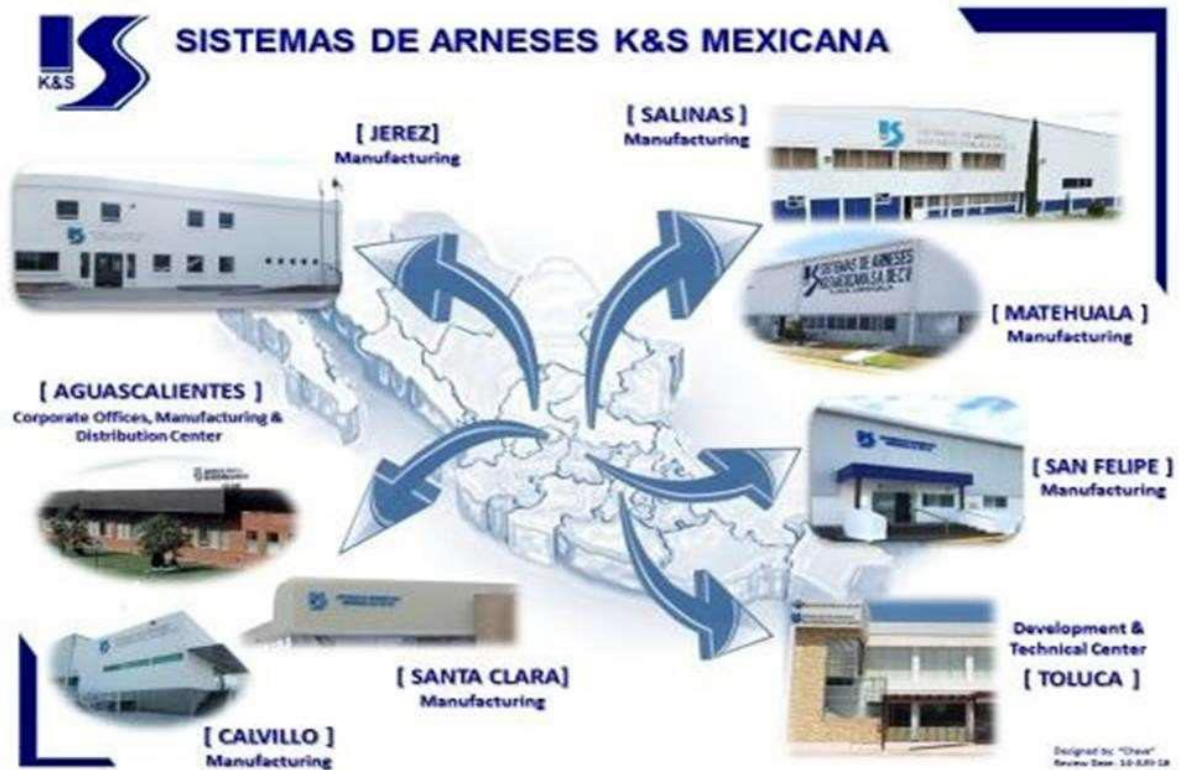 K&S
SISTEMAS DE ARNESES K&S MEXICANA
[ JEREZ]
Manufacturing
[ SALINAS ]
Manufacturing
SISTEMAS DE ARNESES
[ MATEHUALA ]
Manufacturing
[ AGUASCALIENTES ]
Corporate Offices, Manufacturing &
Distribution Center
[ SAN FELIPE ]
Manufacturing
[ SANTA CLARA]
Manufacturing
[ CALVILLO ]
Manufacturing
Development &
Technical Center
[ TOLUCA ]
Designed by: "Chava"